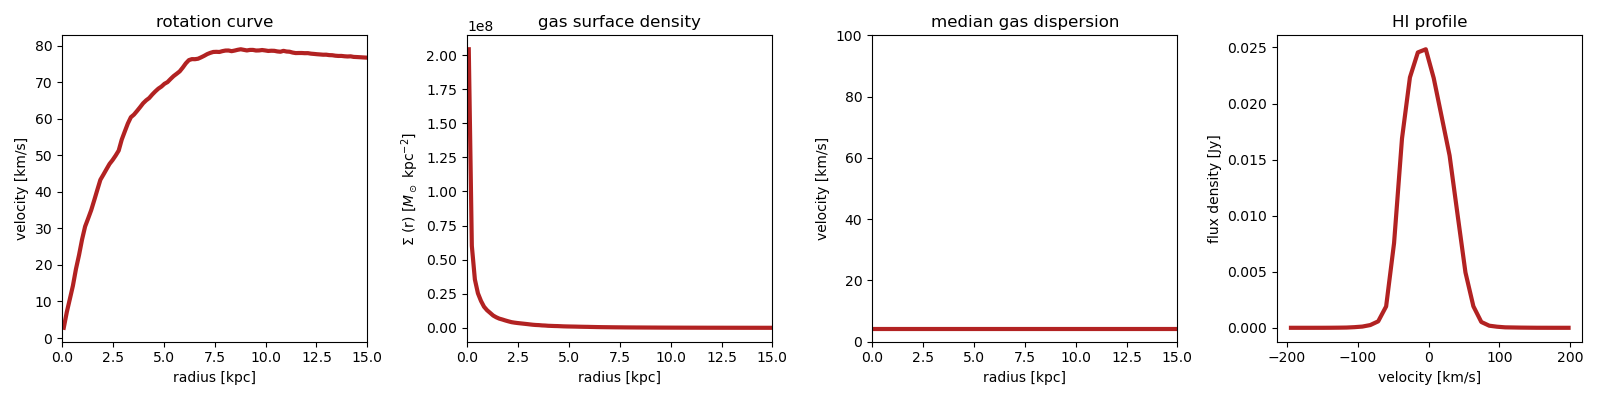 rotation curve
velocity [km/s]
80
70
60
50
40
30
20
10
0
0.0 2.5 5.0 7.5 10.0 12.5 15.0
radius [kpc]
gas surface density
1e8
Σ (r) [M⊙ kpc⁻²]
2.00
1.75
1.50
1.25
1.00
0.75
0.50
0.25
0.00
0.0 2.5 5.0 7.5 10.0 12.5 15.0
radius [kpc]
median gas dispersion
velocity [km/s]
100
80
60
40
20
0
0.0 2.5 5.0 7.5 10.0 12.5 15.0
radius [kpc]
HI profile
flux density [Jy]
0.025
0.020
0.015
0.010
0.005
0.000
−200 −100 0 100 200
velocity [km/s]